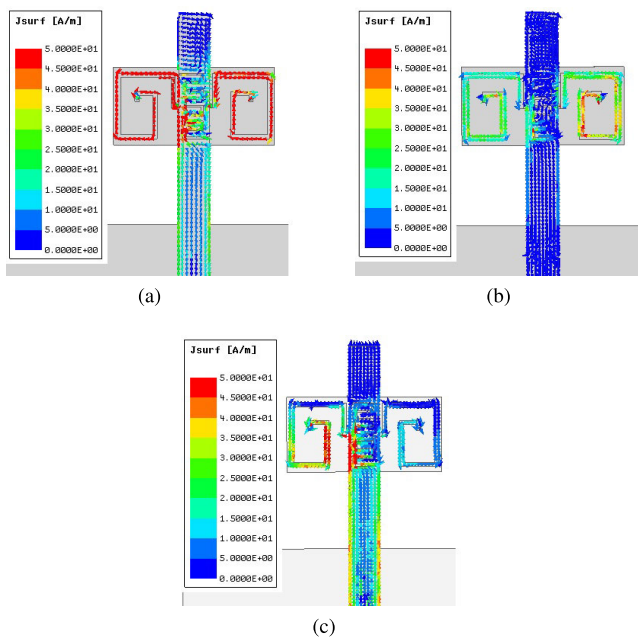 Jsurf [A/m]
5.0000E+01
4.5000E+01
4.0000E+01
3.5000E+01
3.0000E+01
2.5000E+01
2.0000E+01
1.5000E+01
1.0000E+01
5.0000E+00
0.0000E+00
(a)
Jsurf [A/m]
5.0000E+01
4.5000E+01
4.0000E+01
3.5000E+01
3.0000E+01
2.5000E+01
2.0000E+01
1.5000E+01
1.0000E+01
5.0000E+00
0.0000E+00
(b)
Jsurf [A/m]
5.0000E+01
4.5000E+01
4.0000E+01
3.5000E+01
3.0000E+01
2.5000E+01
2.0000E+01
1.5000E+01
1.0000E+01
5.0000E+00
0.0000E+00
(c)